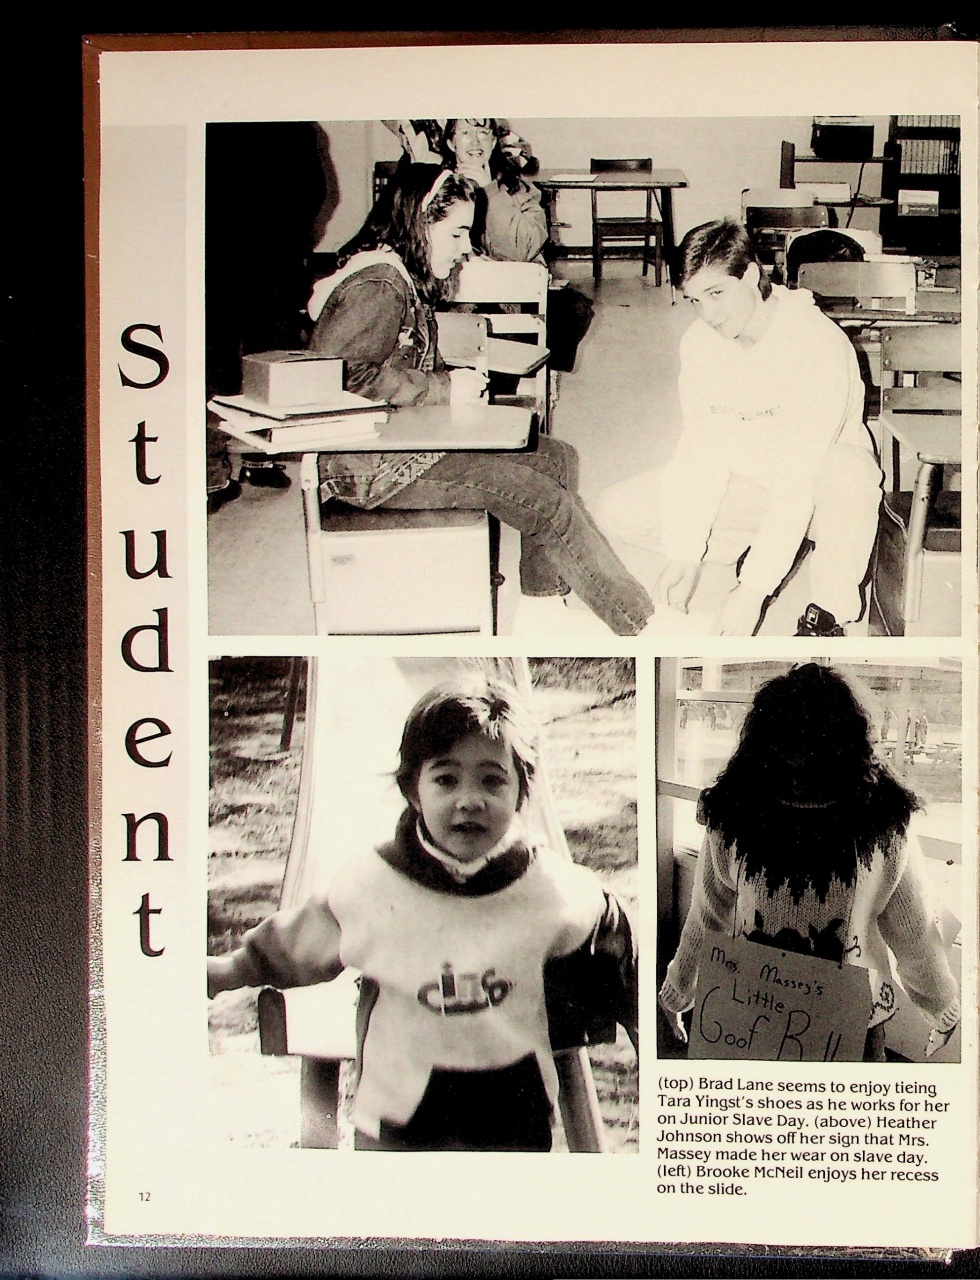 Student
Mrs. Massey's
Little
Goof
(top) Brad Lane seems to enjoy tieing
Tara Yingst's shoes as he works for her
on Junior Slave Day. (above) Heather
Johnson shows off her sign that Mrs.
Massey made her wear on slave day.
(left) Brooke McNeil enjoys her recess
on the slide.
12